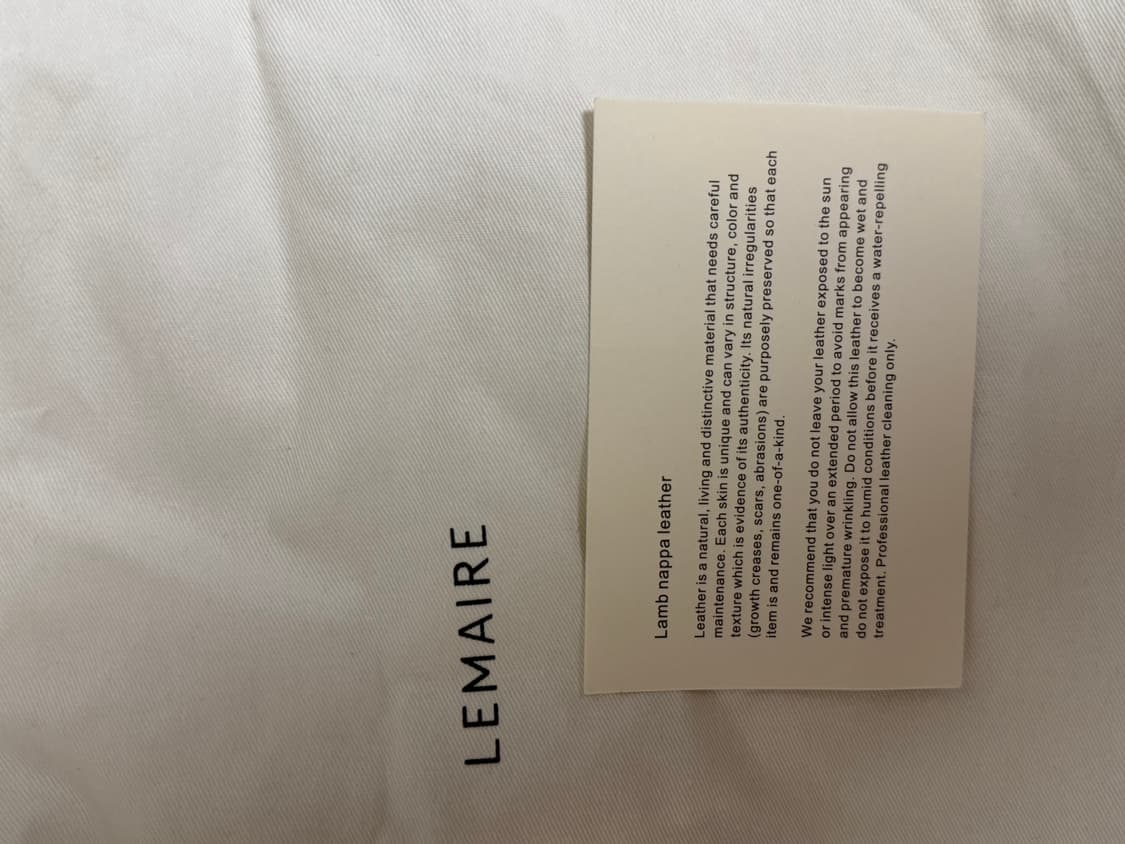 LEMAIRE
Lamb nappa leather
Leather is a natural, living and distinctive material that needs careful
maintenance. Each skin is unique and can vary in structure, color and
texture which is evidence of its authenticity. Its natural irregularities
(growth creases, scars, abrasions) are purposely preserved so that each
item is and remains one-of-a-kind.
We recommend that you do not leave your leather exposed to the sun
or intense light over an extended period to avoid marks from appearing
and premature wrinkling. Do not allow this leather to become wet and
do not expose it to humid conditions before it receives a water-repelling
treatment. Professional leather cleaning only.